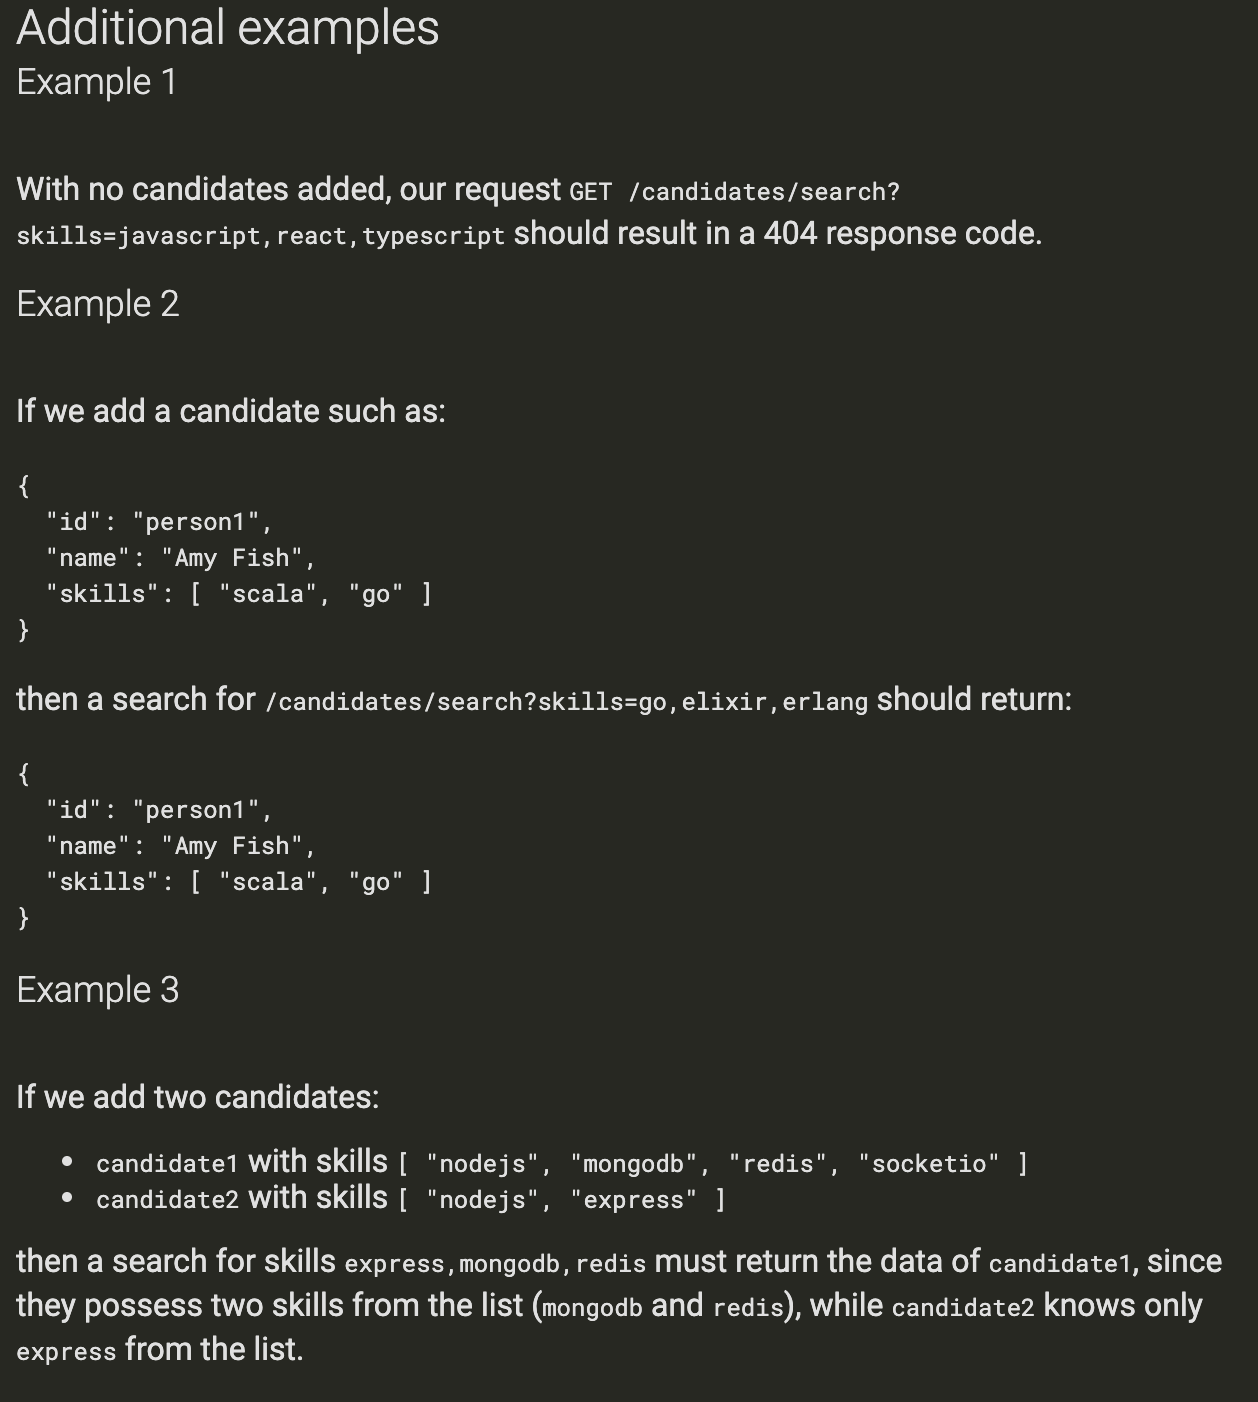 Additional examples
Example 1
With no candidates added, our request GET /candidates/search?
skills=javascript,react,typescript should result in a 404 response code.
Example 2
If we add a candidate such as:
{
  "id": "person1",
  "name": "Amy Fish",
  "skills": [ "scala", "go" ]
}
then a search for /candidates/search?skills=go,elixir,erlang should return:
{
  "id": "person1",
  "name": "Amy Fish",
  "skills": [ "scala", "go" ]
}
Example 3
If we add two candidates:
• candidate1 with skills [ "nodejs", "mongodb", "redis", "socketio" ]
• candidate2 with skills [ "nodejs", "express" ]
then a search for skills express,mongodb,redis must return the data of candidate1, since
they possess two skills from the list (mongodb and redis), while candidate2 knows only
express from the list.